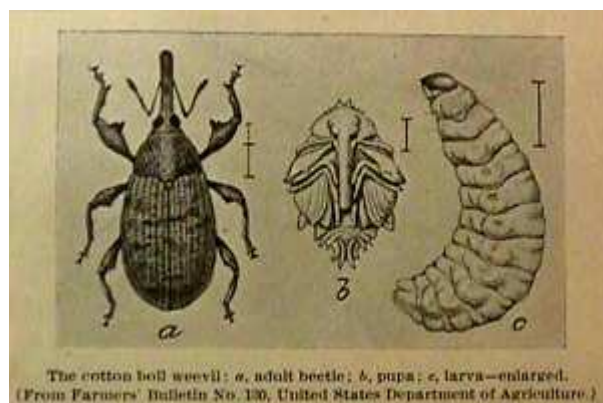 a
b
c
The cotton boll weevil: a, adult beetle; b, pupa; c, larva—enlarged.
(From Farmers' Bulletin No. 130, United States Department of Agriculture.)